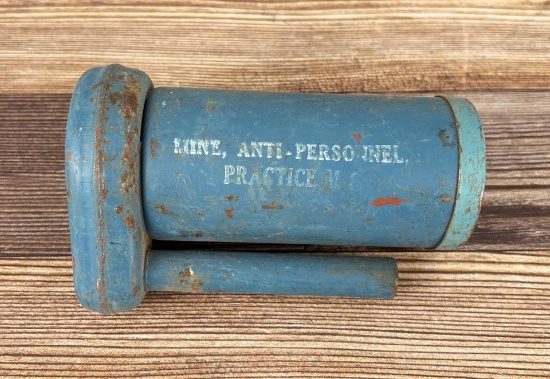 MINE, ANTI-PERSONNEL,
PRACTICE